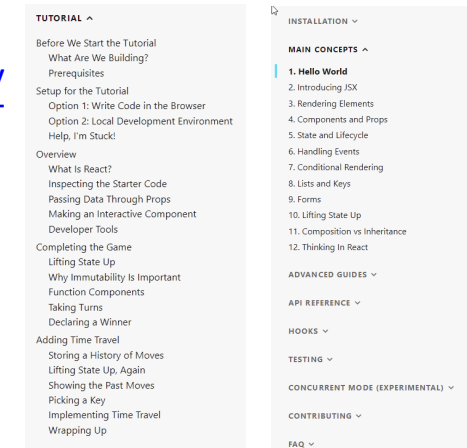 TUTORIAL
Before We Start the Tutorial
What Are We Building?
Prerequisites
Setup for the Tutorial
Option 1: Write Code in the Browser
Option 2: Local Development Environment
Help, I'm Stuck!
Overview
What Is React?
Inspecting the Starter Code
Passing Data Through Props
Making an Interactive Component
Developer Tools
Completing the Game
Lifting State Up
Why Immutability Is Important
Function Components
Taking Turns
Declaring a Winner
Adding Time Travel
Storing a History of Moves
Lifting State Up, Again
Showing the Past Moves
Picking a Key
Implementing Time Travel
Wrapping Up
INSTALLATION
MAIN CONCEPTS
1. Hello World
2. Introducing JSX
3. Rendering Elements
4. Components and Props
5. State and Lifecycle
6. Handling Events
7. Conditional Rendering
8. Lists and Keys
9. Forms
10. Lifting State Up
11. Composition vs Inheritance
12. Thinking In React
ADVANCED GUIDES
API REFERENCE
HOOKS
TESTING
CONCURRENT MODE (EXPERIMENTAL)
CONTRIBUTING
FAQ